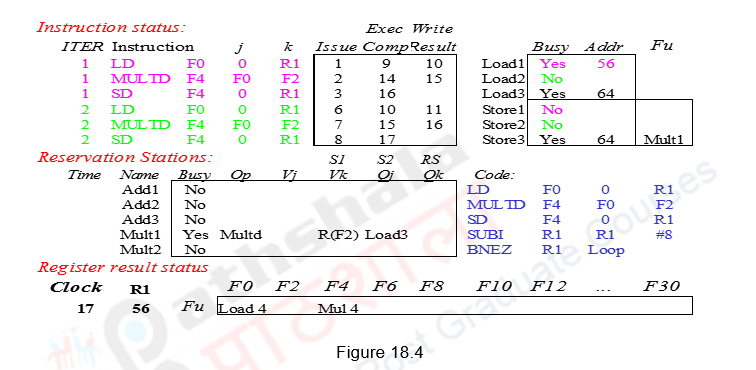 Instruction status: Exec Write
ITER Instruction j k Issue Comp Result Busy Addr Fu
1 LD F0 0 R1 1 9 10 Load1 Yes 56
1 MULTD F4 F0 F2 2 14 15 Load2 No
1 SD F4 0 R1 3 16 Load3 Yes 64
2 LD F0 0 R1 6 10 11 Store1 No
2 MULTD F4 F0 F2 7 15 16 Store2 No
2 SD F4 0 R1 8 17 Store3 Yes 64 Mult1
Reservation Stations: S1 S2 RS
Time Name Busy Op Vj Vk Qj Qk Code:
Add1 No LD F0 0 R1
Add2 No MULTD F4 F0 F2
Add3 No SD F4 0 R1
Mult1 Yes Multd R(F2) Load3 SUBI R1 R1 #8
Mult2 No BNEZ R1 Loop
Register result status
Clock R1 F0 F2 F4 F6 F8 F10 F12 ... F30
17 56 Fu Load 4 Mul 4
Figure 18.4
pathshala
पाठशाला
Post Graduate Courses